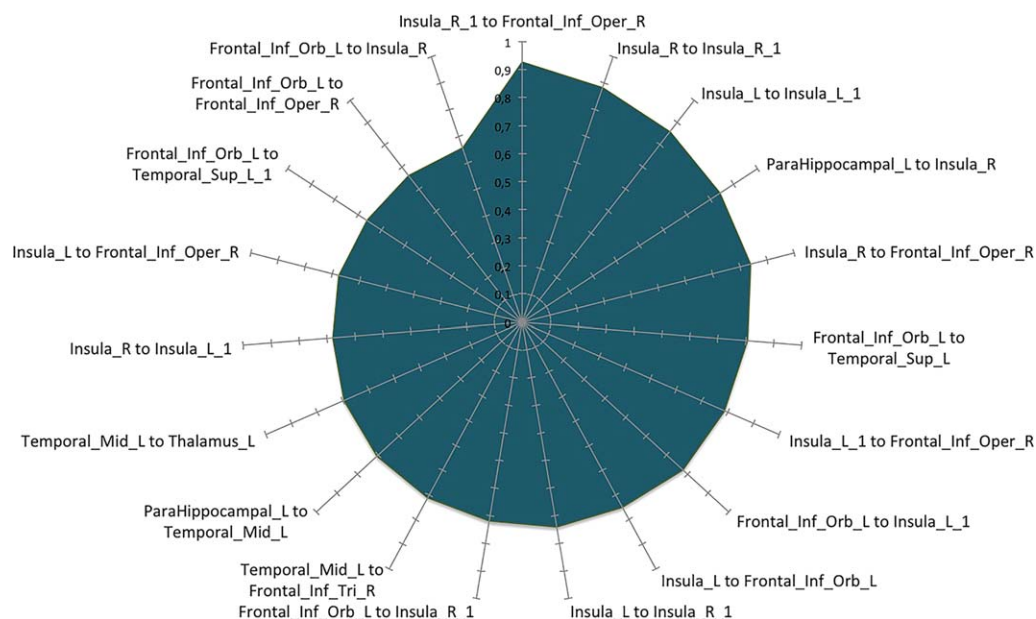 Insula_R_1 to Frontal_Inf_Oper_R
Insula_R to Insula_R_1
Insula_L to Insula_L_1
ParaHippocampal_L to Insula_R
Insula_R to Frontal_Inf_Oper_R
Frontal_Inf_Orb_L to
Temporal_Sup_L
Insula_L_1 to Frontal_Inf_Oper_R
Frontal_Inf_Orb_L to Insula_L_1
Insula_L to Frontal_Inf_Orb_L
Insula_L to Insula_R_1
Frontal_Inf_Orb_L to Insula_R_1
Temporal_Mid_L to
Frontal_Inf_Tri_R
ParaHippocampal_L to
Temporal_Mid_L
Temporal_Mid_L to Thalamus_L
Insula_R to Insula_L_1
Insula_L to Frontal_Inf_Oper_R
Frontal_Inf_Orb_L to
Temporal_Sup_L_1
Frontal_Inf_Orb_L to
Frontal_Inf_Oper_R
Frontal_Inf_Orb_L to Insula_R
1
0,9
0,8
0,7
0,6
0,5
0,4
0,3
0,2
0,1
0